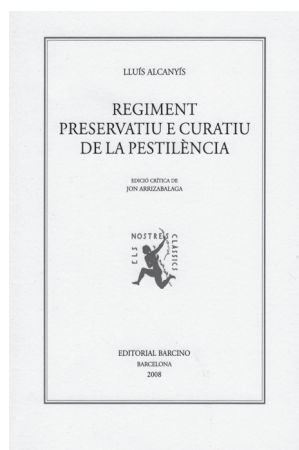 LLUÍS ALCANYÍS
REGIMENT
PRESERVATIU E CURATIU
DE LA PESTILÈNCIA
EDICIÓ CRÍTICA DE
JON ARRIZABALAGA
ELS NOSTRES CLÀSSICS
EDITORIAL BARCINO
BARCELONA
2008